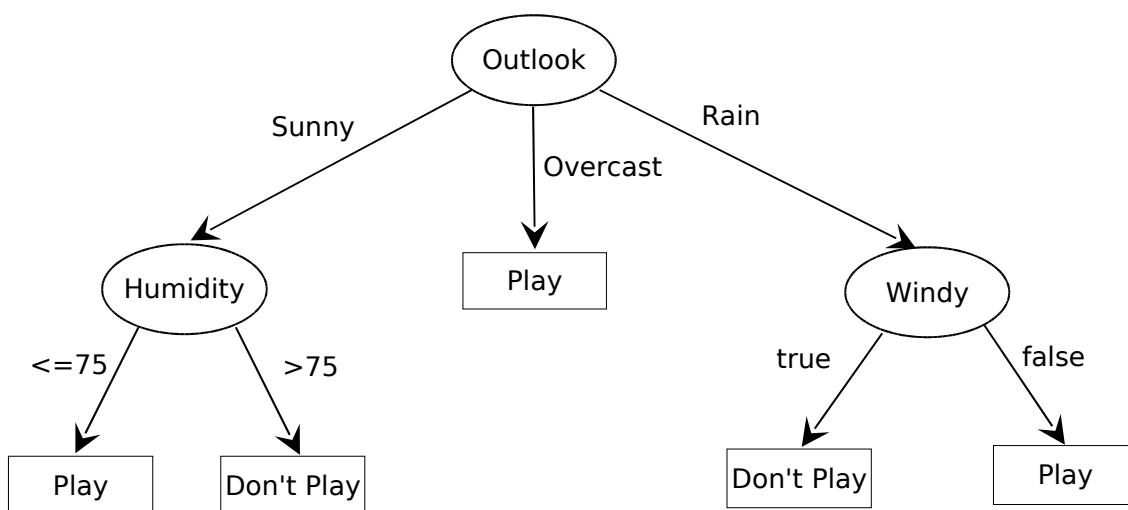 Outlook
Sunny
Overcast
Rain
Humidity
Play
Windy
<=75
>75
true
false
Play
Don't Play
Don't Play
Play